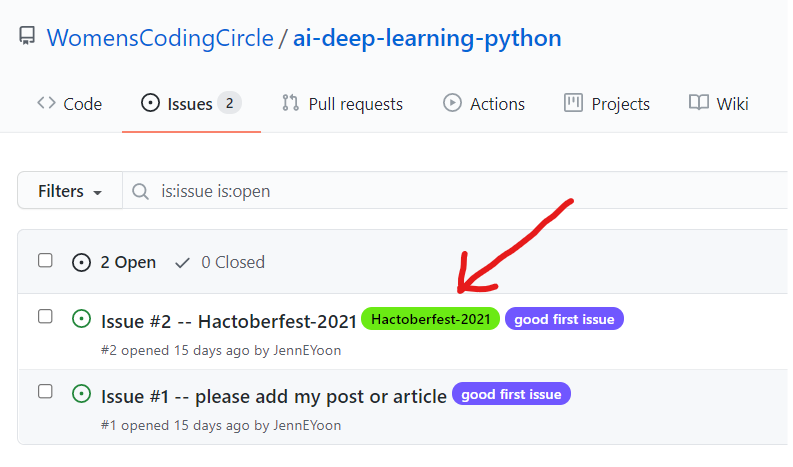 WomensCodingCircle / ai-deep-learning-python
Code Issues 2 Pull requests Actions Projects Wiki
Filters is:issue is:open
2 Open 0 Closed
Issue #2 -- Hactoberfest-2021 Hactoberfest-2021 good first issue
#2 opened 15 days ago by JennEYoon
Issue #1 -- please add my post or article good first issue
#1 opened 15 days ago by JennEYoon